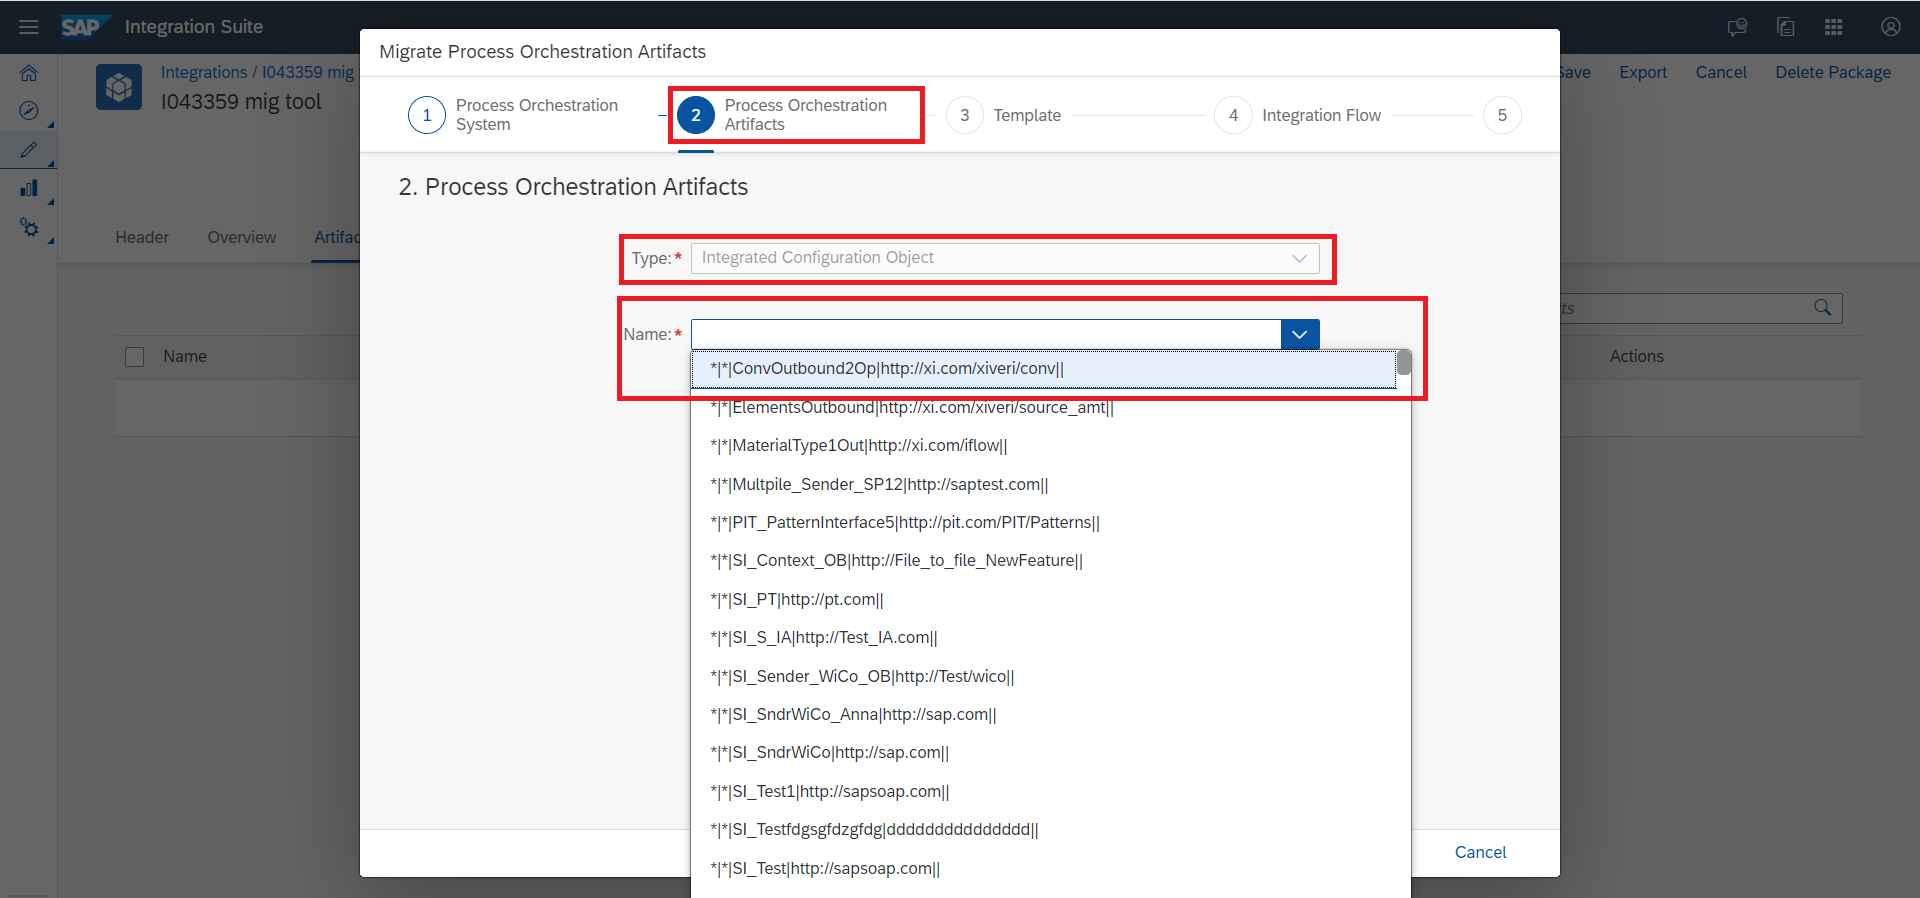 SAP Integration Suite
Integrations / I043359 mig
I043359 mig tool
Save Export Cancel Delete Package
Header Overview Artifac
Name
Actions
Migrate Process Orchestration Artifacts
1 Process Orchestration
System
2 Process Orchestration
Artifacts
3 Template
4 Integration Flow
5
2. Process Orchestration Artifacts
Type:* Integrated Configuration Object
Name:*
*|*|ConvOutbound2Op|http://xi.com/xiveri/conv||
*|*|ElementsOutbound|http://xi.com/xiveri/source_amt||
*|*|MaterialType1Out|http://xi.com/iflow||
*|*|Multpile_Sender_SP12|http://saptest.com||
*|*|PIT_PatternInterface5|http://pit.com/PIT/Patterns||
*|*|SI_Context_OB|http://File_to_file_NewFeature||
*|*|SI_PT|http://pt.com||
*|*|SI_S_IA|http://Test_IA.com||
*|*|SI_Sender_WiCo_OB|http://Test/wico||
*|*|SI_SndrWiCo_Anna|http://sap.com||
*|*|SI_SndrWiCo|http://sap.com||
*|*|SI_Test1|http://sapsoap.com||
*|*|SI_Testfdgsgfdzgfdg|ddddddddddddddd||
*|*|SI_Test|http://sapsoap.com||
Cancel